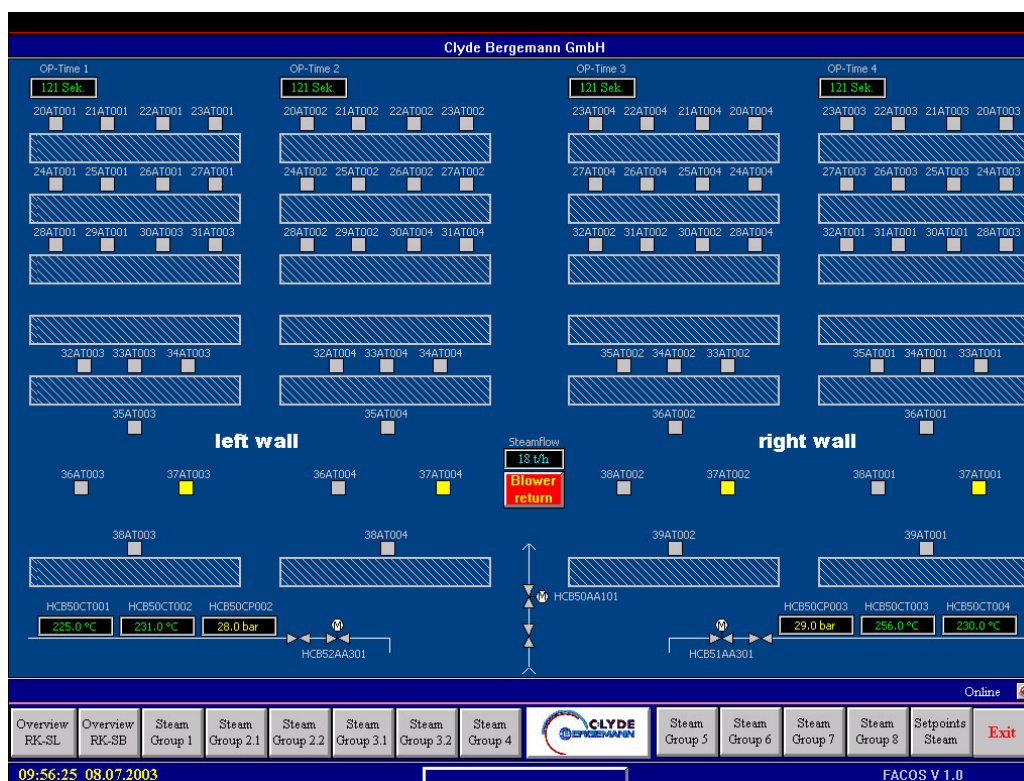 Clyde Bergemann GmbH
OP-Time 1 OP-Time 2 OP-Time 3 OP-Time 4
121 Sek. 121 Sek. 121 Sek. 121 Sek.
20AT001 21AT001 22AT001 23AT001 20AT002 21AT002 22AT002 23AT002 23AT004 22AT004 21AT004 20AT004 23AT003 22AT003 21AT003 20AT003
24AT001 25AT001 26AT001 27AT001 24AT002 25AT002 26AT002 27AT002 27AT004 26AT004 25AT004 24AT004 27AT003 26AT003 25AT003 24AT003
28AT001 29AT001 30AT003 31AT003 28AT002 29AT002 30AT004 31AT004 32AT002 31AT002 30AT002 28AT004 32AT001 31AT001 30AT001 28AT003
32AT003 33AT003 34AT003 32AT004 33AT004 34AT004 35AT002 34AT002 33AT002 35AT001 34AT001 33AT001
35AT003 35AT004 36AT002 36AT001
left wall right wall
Steamflow
18 t/h
36AT003 37AT003 36AT004 37AT004 38AT002 37AT002 38AT001 37AT001
Blower
return
38AT003 38AT004 39AT002 39AT001
M HCB50AA101
HCB50CT001 HCB50CT002 HCB50CP002 HCB50CP003 HCB50CT003 HCB50CT004
225.0 °C 231.0 °C 28.0 bar 29.0 bar 256.0 °C 230.0 °C
M M
HCB52AA301 HCB51AA301
Online
Overview RK-SL
Overview RK-SB
Steam Group 1
Steam Group 2.1
Steam Group 2.2
Steam Group 3.1
Steam Group 3.2
Steam Group 4
CLYDE
BERGEMANN
Steam Group 5
Steam Group 6
Steam Group 7
Steam Group 8
Setpoints Steam
Exit
09:56:25 08.07.2003 FACOS V 1.0